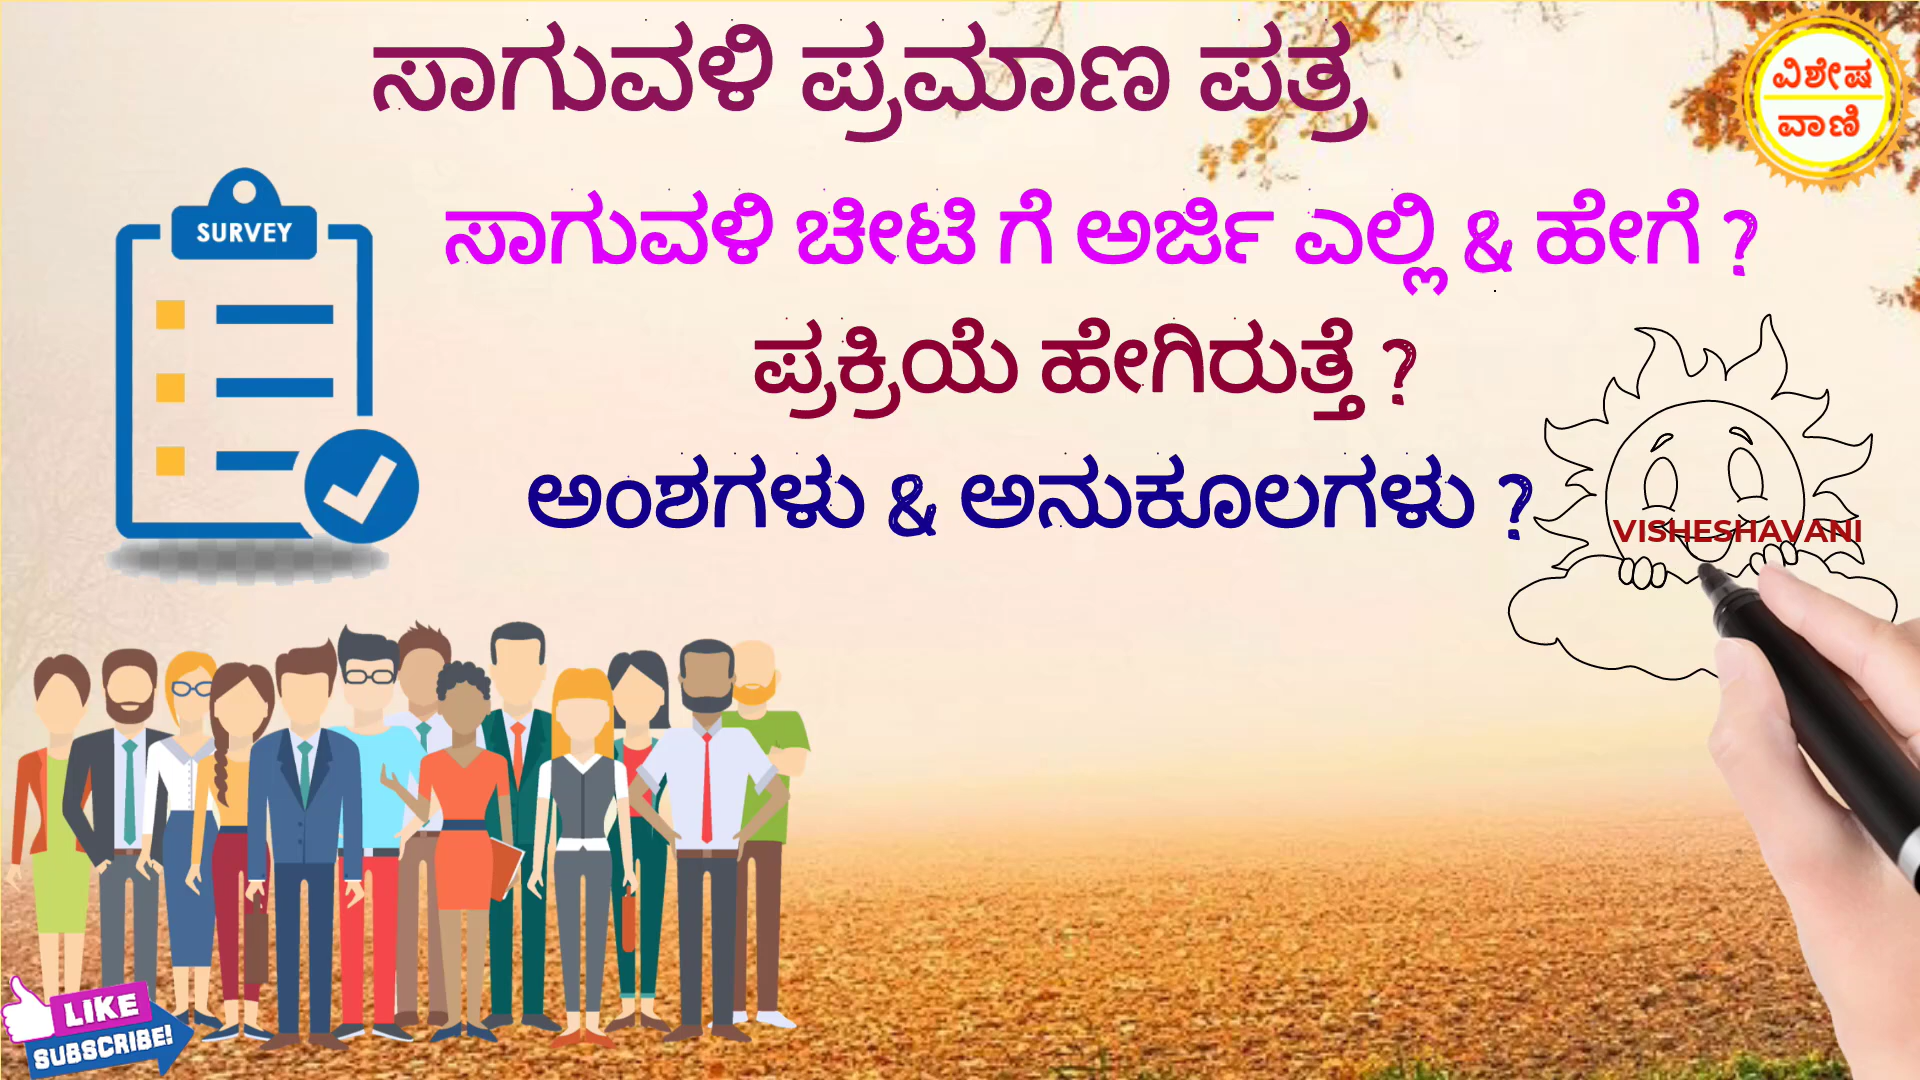 ಸಾಗುವಳಿ ಪ್ರಮಾಣ ಪತ್ರ
ವಿಶೇಷ
ವಾಣಿ
SURVEY
ಸಾಗುವಳಿ ಚೀಟಿ ಗೆ ಅರ್ಜಿ ಎಲ್ಲಿ & ಹೇಗೆ ?
ಪ್ರಕ್ರಿಯೆ ಹೇಗಿರುತ್ತೆ ?
ಅಂಶಗಳು & ಅನುಕೂಲಗಳು ?
VISHESHAVANI
LIKE
SUBSCRIBE!